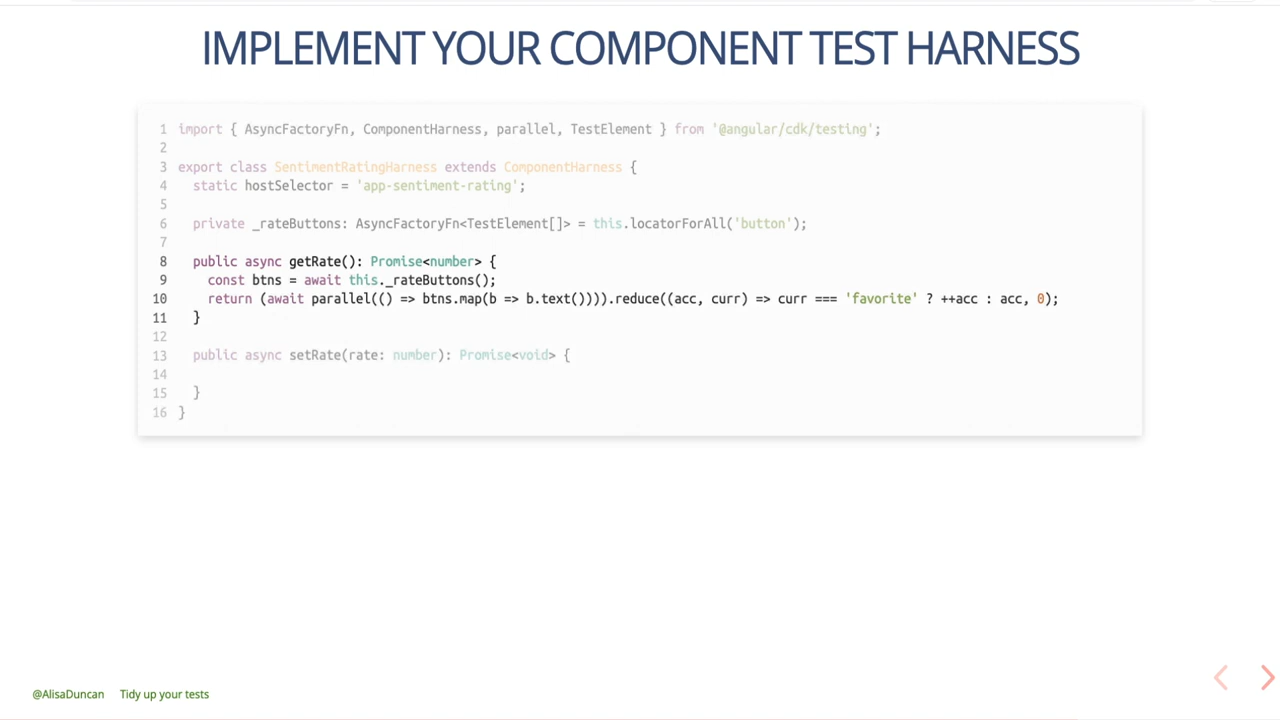 IMPLEMENT YOUR COMPONENT TEST HARNESS
1 import { AsyncFactoryFn, ComponentHarness, parallel, TestElement } from '@angular/cdk/testing';
2
3 export class SentimentRatingHarness extends ComponentHarness {
4 static hostSelector = 'app-sentiment-rating';
5
6 private _rateButtons: AsyncFactoryFn<TestElement[]> = this.locatorForAll('button');
7
8 public async getRate(): Promise<number> {
9 const btns = await this._rateButtons();
10 return (await parallel(() => btns.map(b => b.text()))).reduce((acc, curr) => curr === 'favorite' ? ++acc : acc, 0);
11 }
12
13 public async setRate(rate: number): Promise<void> {
14
15 }
16 }
@AlisaDuncan Tidy up your tests